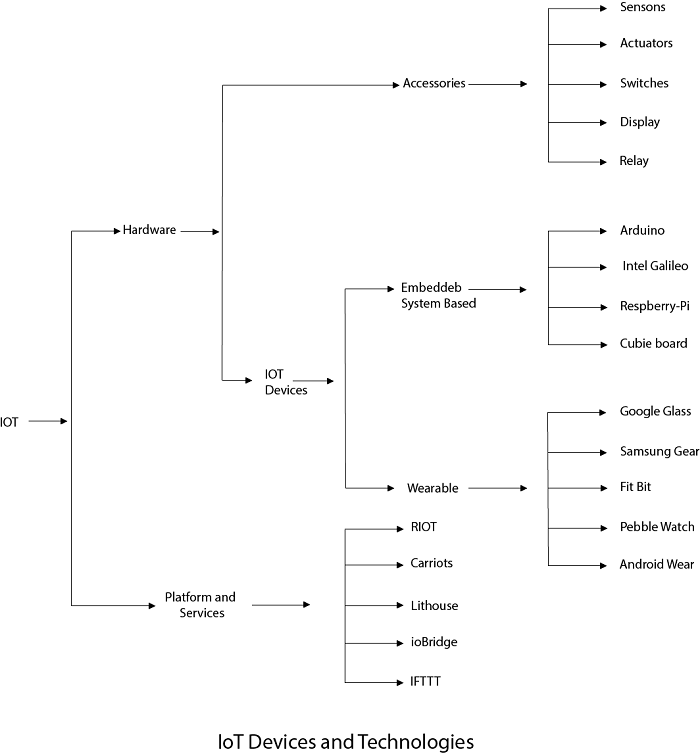 Sensons
Actuators
Accessories
Switches
Display
Relay
Hardware
Arduino
Intel Galileo
Embeddeb
System Based
Respberry-Pi
Cubie board
IOT
Devices
IOT
Google Glass
Samsung Gear
Wearable
Fit Bit
Pebble Watch
Android Wear
RIOT
Carriots
Platform and
Services
Lithouse
ioBridge
IFTTT
IoT Devices and Technologies